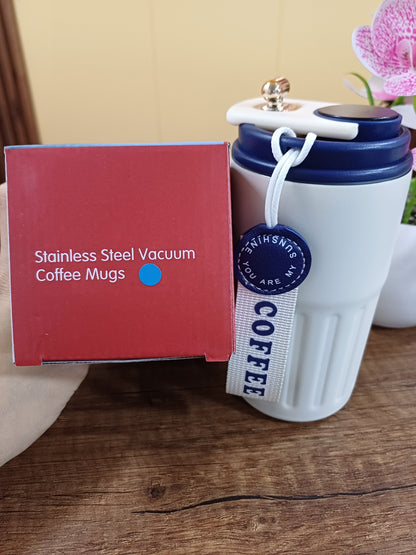 Stainless Steel Vacuum
Coffee Mugs
YOU ARE MY
SUNSHINE
COFFEE